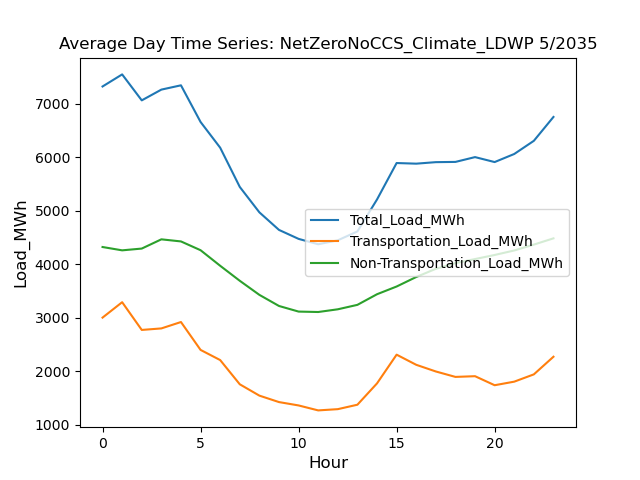 Average Day Time Series: NetZeroNoCCS_Climate_LDWP 5/2035
Load_MWh
7000
6000
5000
4000
3000
2000
1000
Total_Load_MWh
Transportation_Load_MWh
Non-Transportation_Load_MWh
0 5 10 15 20
Hour